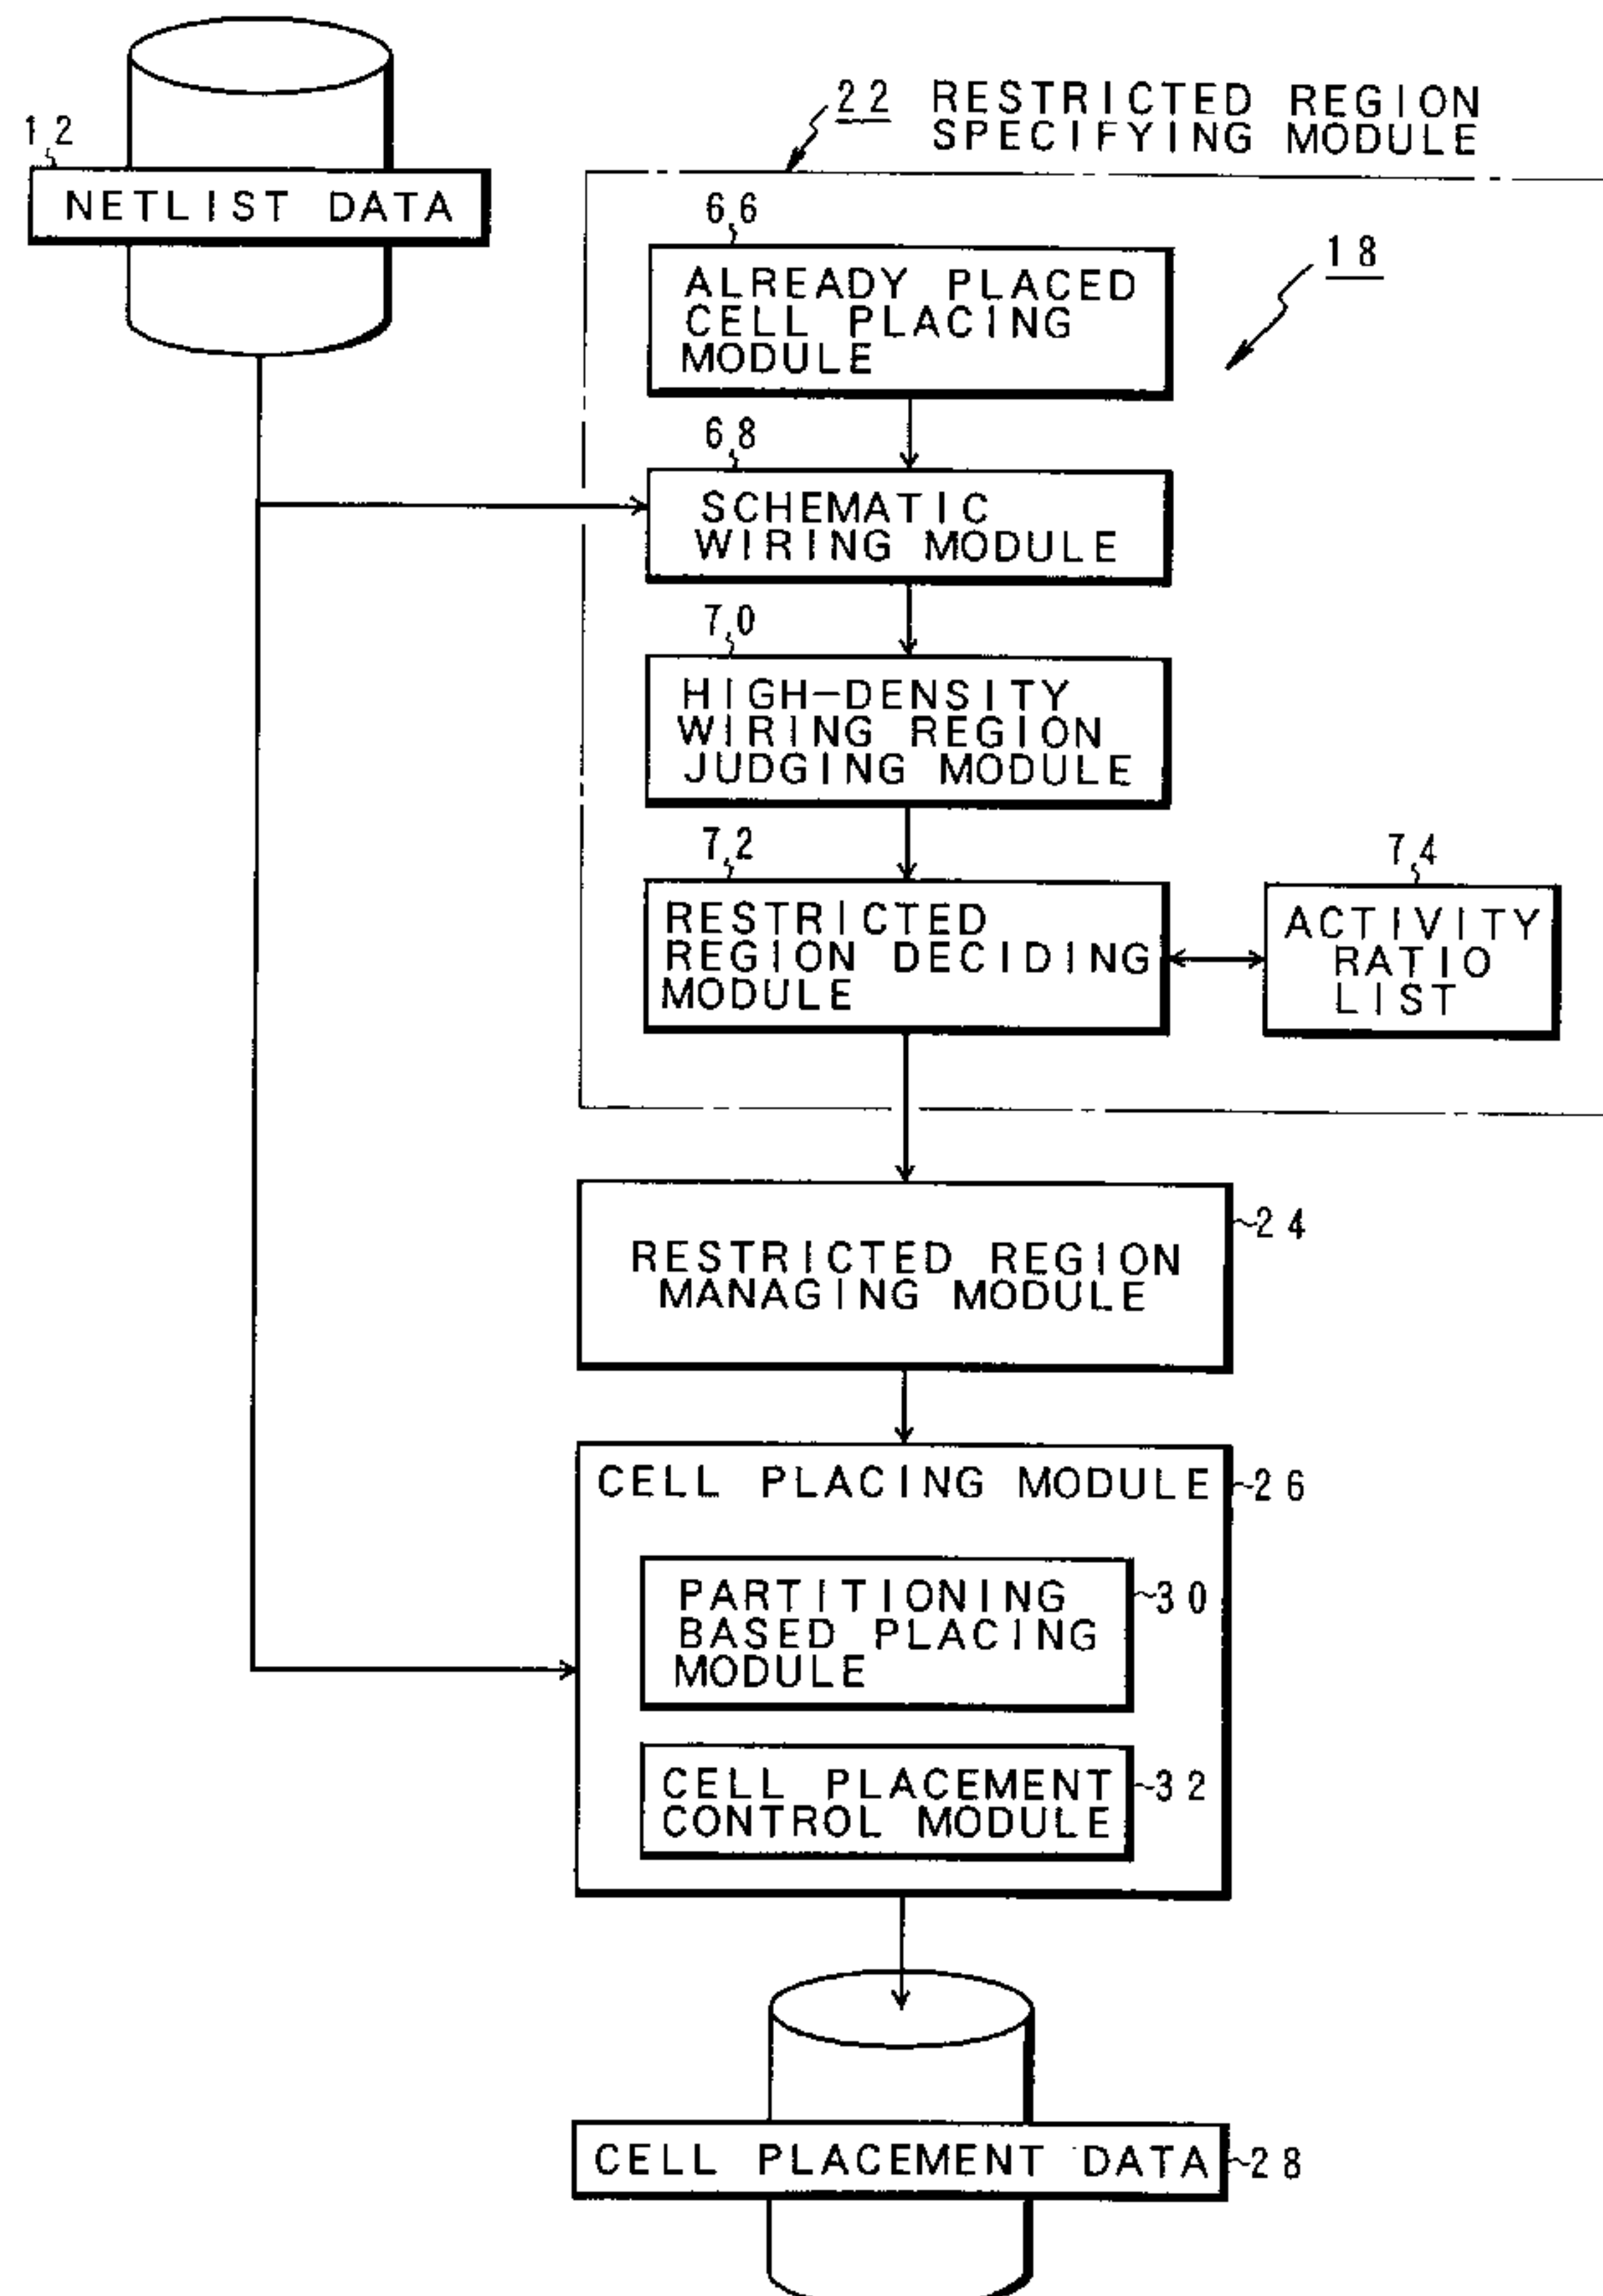 12
NETLIST DATA
22 RESTRICTED REGION
SPECIFYING MODULE
18
66
ALREADY PLACED
CELL PLACING
MODULE
68
SCHEMATIC
WIRING MODULE
70
HIGH-DENSITY
WIRING REGION
JUDGING MODULE
72
RESTRICTED
REGION DECIDING
MODULE
74
ACTIVITY
RATIO
LIST
24
RESTRICTED REGION
MANAGING MODULE
CELL PLACING MODULE 26
PARTITIONING
BASED PLACING
MODULE
30
CELL PLACEMENT
CONTROL MODULE
32
CELL PLACEMENT DATA 28